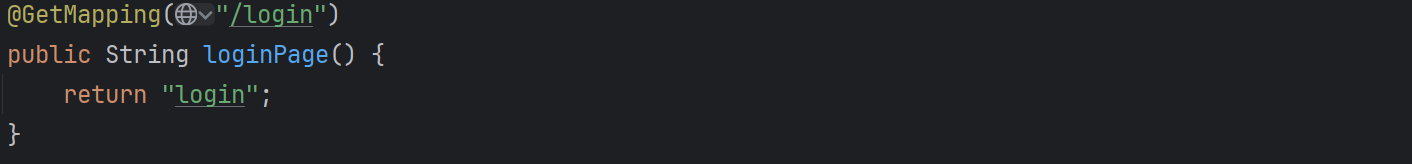 @GetMapping("/login")
public String loginPage() {
    return "login";
}